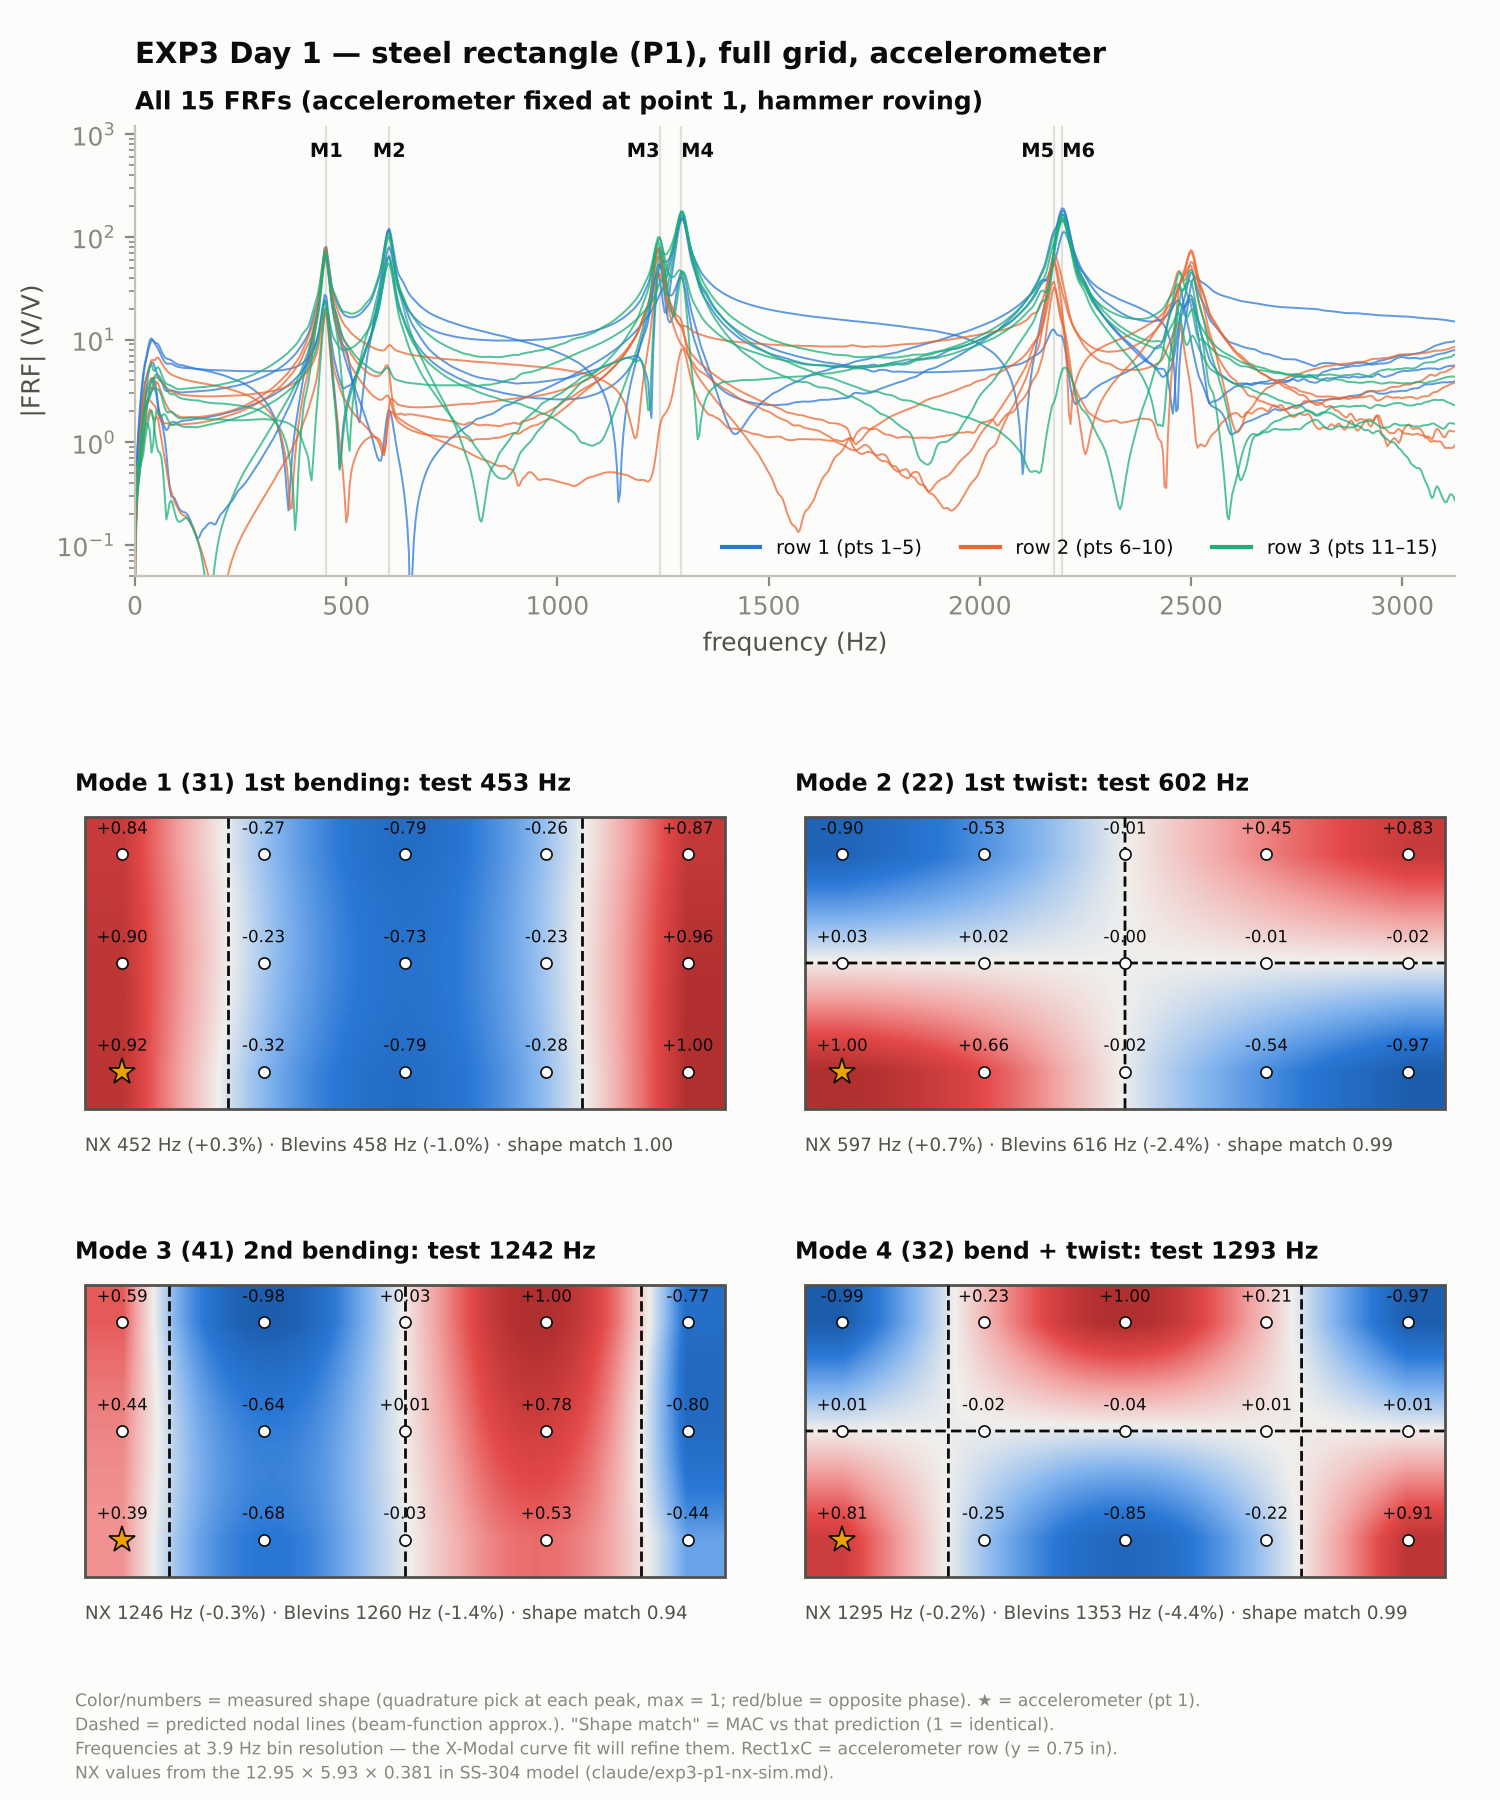 EXP3 Day 1 — steel rectangle (P1), full grid, accelerometer
All 15 FRFs (accelerometer fixed at point 1, hammer roving)
10³
10²
10¹
10⁰
10⁻¹
|FRF| (V/V)
M1 M2 M3 M4 M5 M6
row 1 (pts 1–5) row 2 (pts 6–10) row 3 (pts 11–15)
0 500 1000 1500 2000 2500 3000
frequency (Hz)
Mode 1 (31) 1st bending: test 453 Hz
+0.84 -0.27 -0.79 -0.26 +0.87
+0.90 -0.23 -0.73 -0.23 +0.96
+0.92 -0.32 -0.79 -0.28 +1.00
NX 452 Hz (+0.3%) · Blevins 458 Hz (-1.0%) · shape match 1.00
Mode 2 (22) 1st twist: test 602 Hz
-0.90 -0.53 -0.01 +0.45 +0.83
+0.03 +0.02 -0.00 -0.01 -0.02
+1.00 +0.66 -0.02 -0.54 -0.97
NX 597 Hz (+0.7%) · Blevins 616 Hz (-2.4%) · shape match 0.99
Mode 3 (41) 2nd bending: test 1242 Hz
+0.59 -0.98 +0.03 +1.00 -0.77
+0.44 -0.64 +0.01 +0.78 -0.80
+0.39 -0.68 -0.03 +0.53 -0.44
NX 1246 Hz (-0.3%) · Blevins 1260 Hz (-1.4%) · shape match 0.94
Mode 4 (32) bend + twist: test 1293 Hz
-0.99 +0.23 +1.00 +0.21 -0.97
+0.01 -0.02 -0.04 +0.01 +0.01
+0.81 -0.25 -0.85 -0.22 +0.91
NX 1295 Hz (-0.2%) · Blevins 1353 Hz (-4.4%) · shape match 0.99
Color/numbers = measured shape (quadrature pick at each peak, max = 1; red/blue = opposite phase). ★ = accelerometer (pt 1).
Dashed = predicted nodal lines (beam-function approx.). "Shape match" = MAC vs that prediction (1 = identical).
Frequencies at 3.9 Hz bin resolution — the X-Modal curve fit will refine them. Rect1xC = accelerometer row (y = 0.75 in).
NX values from the 12.95 × 5.93 × 0.381 in SS-304 model (claude/exp3-p1-nx-sim.md).